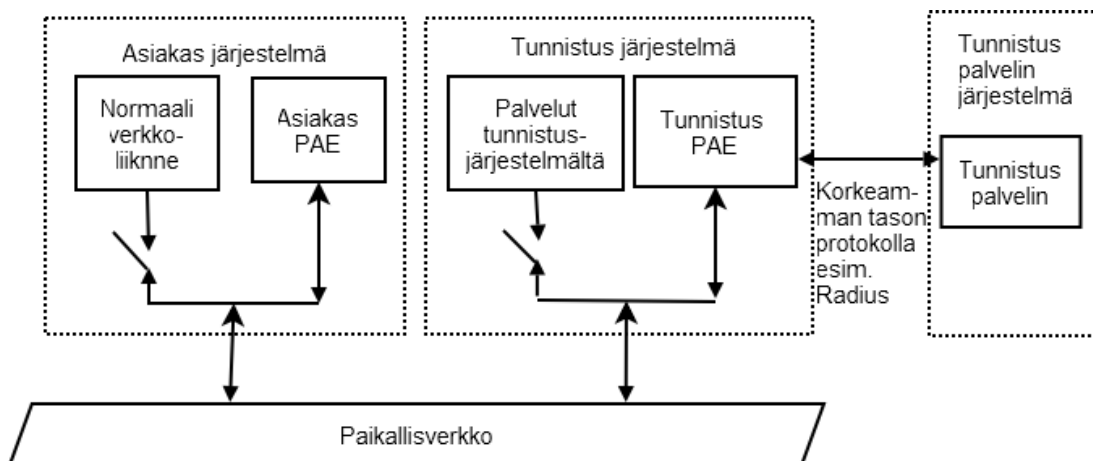 Asiakas järjestelmä
Normaali
verkko-
liiknne
Asiakas
PAE
Tunnistus järjestelmä
Palvelut
tunnistus-
järjestelmältä
Tunnistus
PAE
Korkeam-
man tason
protokolla
esim.
Radius
Tunnistus
palvelin
järjestelmä
Tunnistus
palvelin
Paikallisverkko